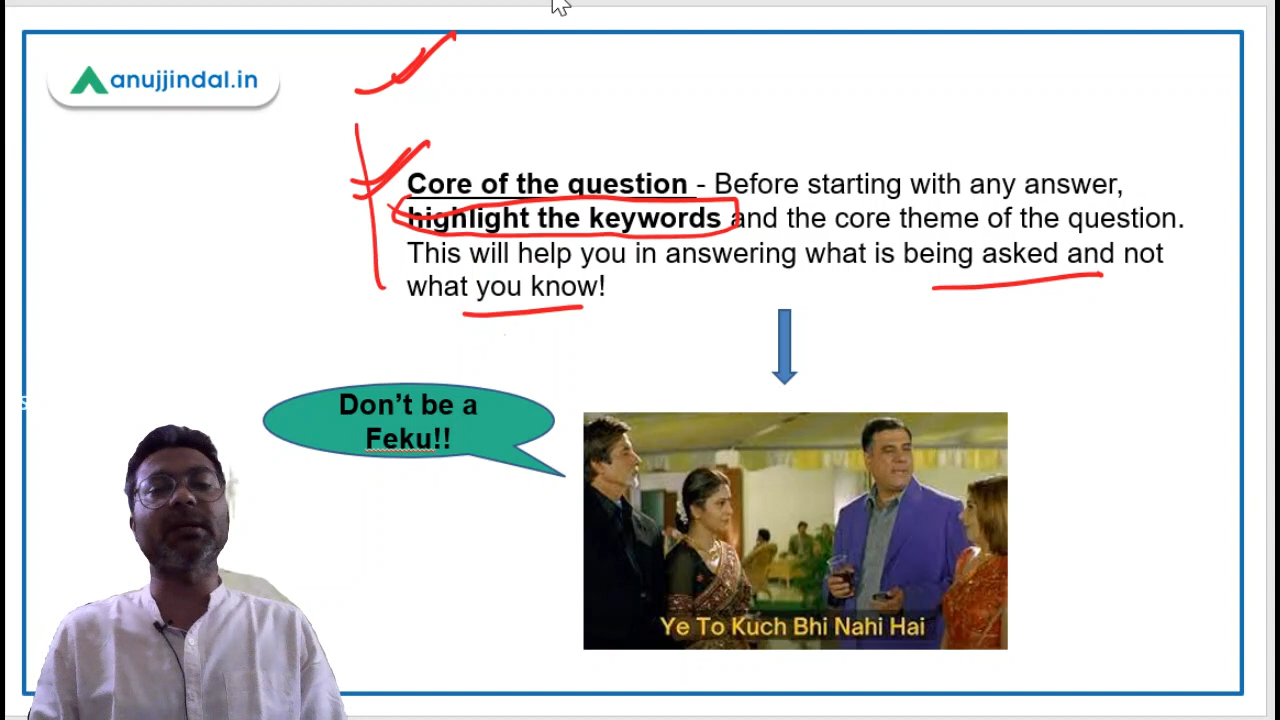 anujjindal.in
Core of the question - Before starting with any answer,
highlight the keywords and the core theme of the question.
This will help you in answering what is being asked and not
what you know!
Don’t be a
Feku!!
Ye To Kuch Bhi Nahi Hai